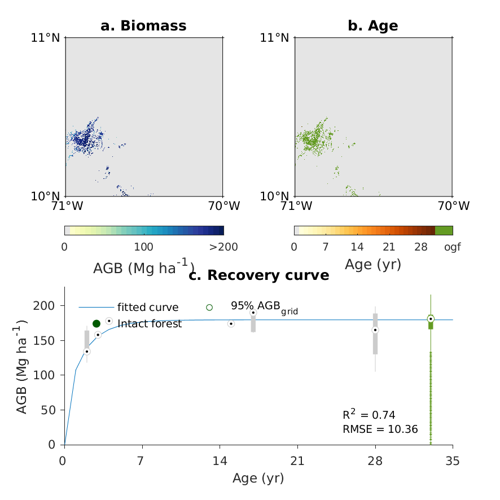 a. Biomass
b. Age
11°N
11°N
10°N
10°N
71°W
70°W
71°W
70°W
0
100
>200
0
7
14
21
28
ogf
AGB (Mg ha⁻¹)
Age (yr)
c. Recovery curve
fitted curve
95% AGB_grid
Intact forest
200
150
100
50
0
AGB (Mg ha⁻¹)
R² = 0.74
RMSE = 10.36
0
7
14
21
28
35
Age (yr)